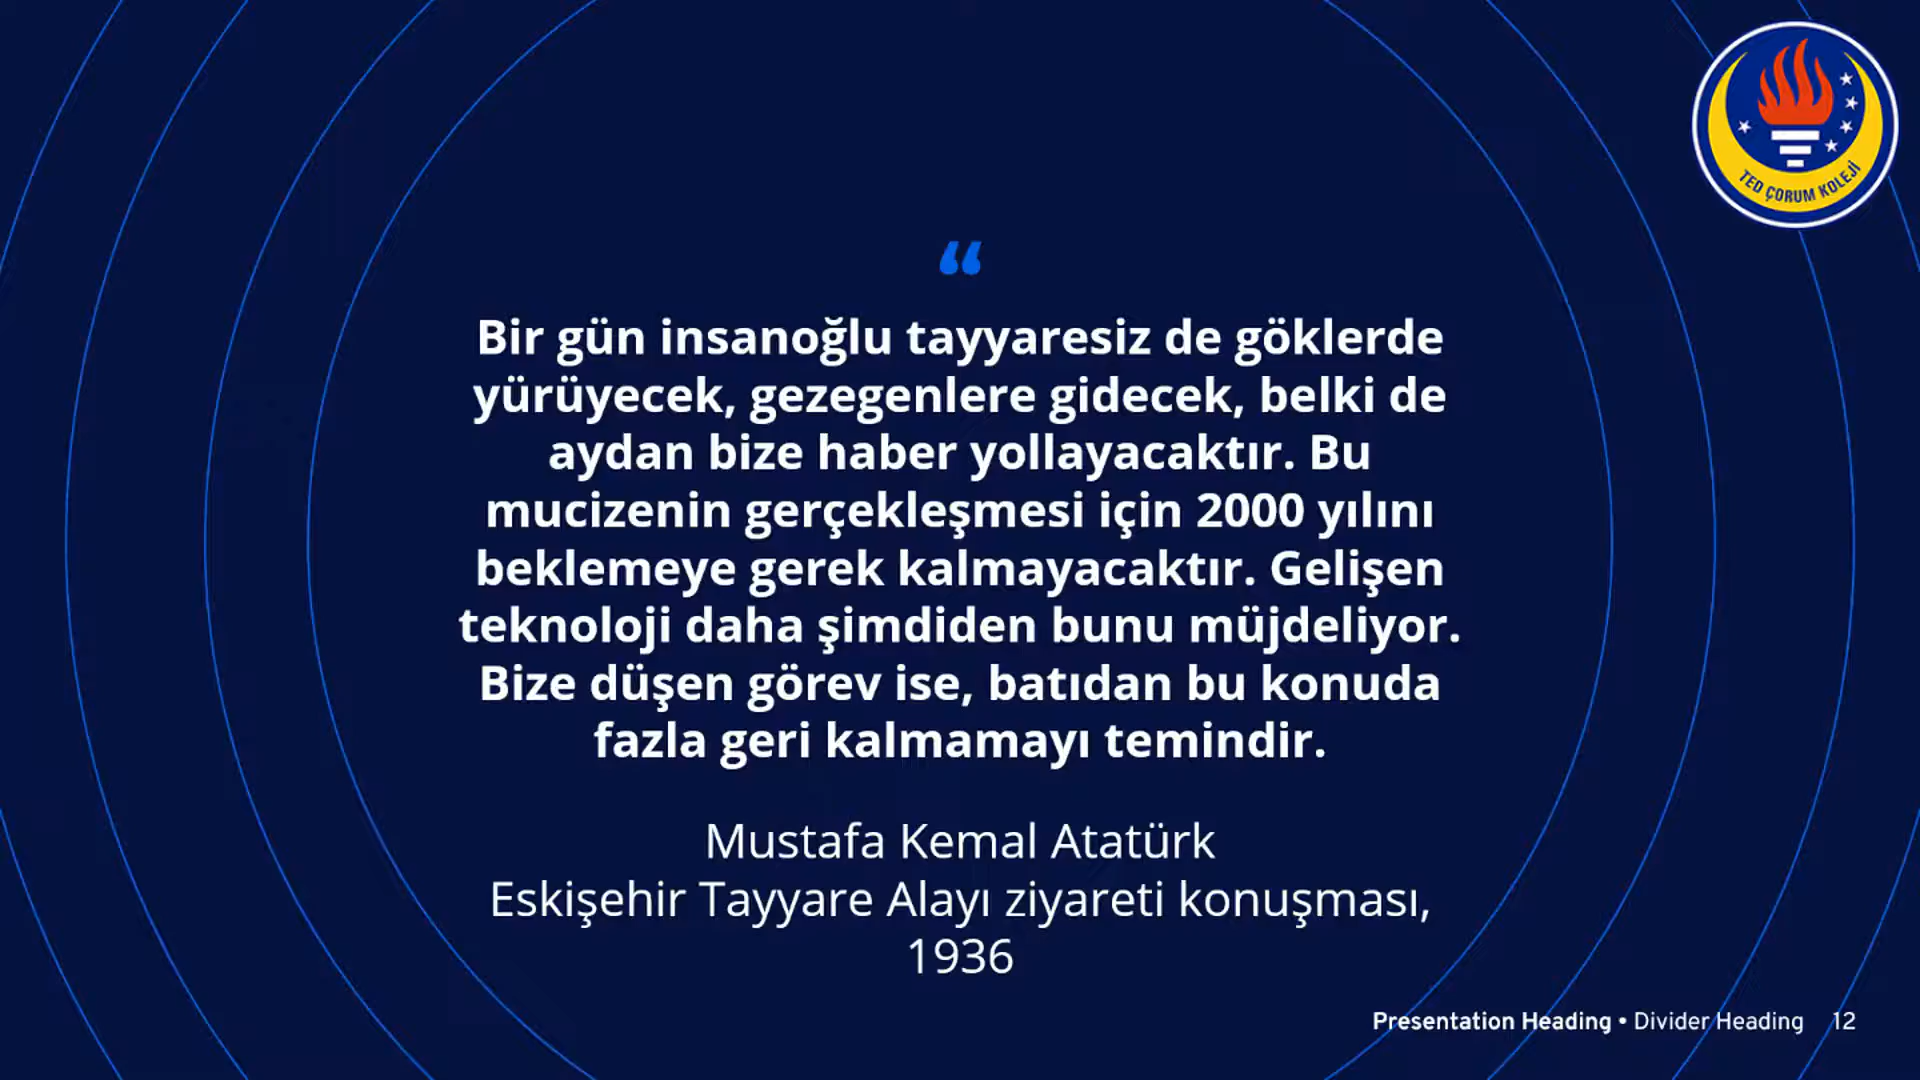 TED ÇORUM KOLEJİ
“
Bir gün insanoğlu tayyaresiz de göklerde
yürüyecek, gezegenlere gidecek, belki de
aydan bize haber yollayacaktır. Bu
mucizenin gerçekleşmesi için 2000 yılını
beklemeye gerek kalmayacaktır. Gelişen
teknoloji daha şimdiden bunu müjdeliyor.
Bize düşen görev ise, batıdan bu konuda
fazla geri kalmamayı temindir.
Mustafa Kemal Atatürk
Eskişehir Tayyare Alayı ziyareti konuşması,
1936
Presentation Heading • Divider Heading 12